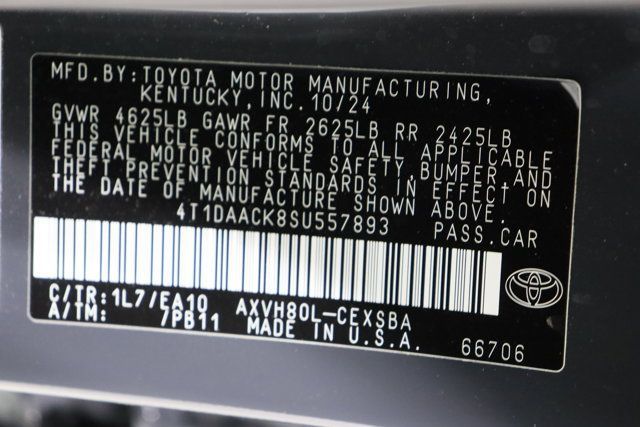 MFD.BY:TOYOTA MOTOR MANUFACTURING,
KENTUCKY,INC.10/24
GVWR 4625LB GAWR FR 2625LB RR 2425LB
THIS VEHICLE CONFORMS TO ALL APPLICABLE
FEDERAL MOTOR VEHICLE SAFETY,BUMPER,AND
THEFT PREVENTION STANDARDS IN EFFECT ON
THE DATE OF MANUFACTURE SHOWN ABOVE.
4T1DAACK8SU557893 PASS.CAR
C/TR:1L7/EA10 AXVH80L-CEXSBA
A/TM: 7PB11 MADE IN U.S.A.
66706